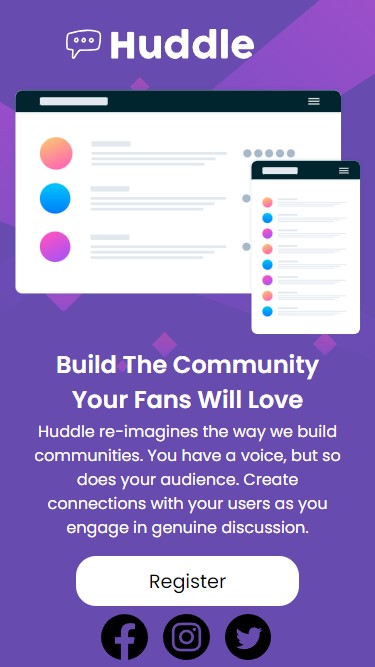 Huddle
Build The Community
Your Fans Will Love
Huddle re-imagines the way we build
communities. You have a voice, but so
does your audience. Create
connections with your users as you
engage in genuine discussion.
Register